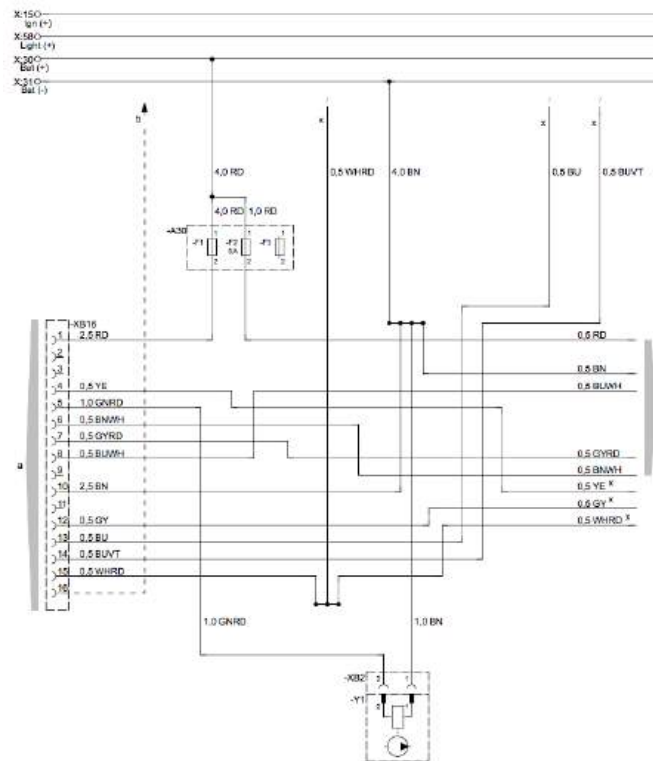 X:15
Ign (+)
X:58
Light (+)
X:30
Bat (+)
X:31
Bat (-)
b
x
x
x
4,0 RD
0,5 WHRD
4,0 BN
0,5 BU
0,5 BUVT
4,0 RD
1,0 RD
-A30
1
1
1
-F1
-F2
5A
-F3
2
2
2
-XB16
1
2,5 RD
0,5 RD
2
3
0,5 BN
4
0,5 YE
0,5 BUWH
5
1,0 GNRD
6
0,5 BNWH
7
0,5 GYRD
8
0,5 BUWH
0,5 GYRD
a
9
0,5 BNWH
10
2,5 BN
0,5 YE x
11
0,5 GY x
12
0,5 GY
0,5 WHRD x
13
0,5 BU
14
0,5 BUVT
15
0,5 WHRD
16
1,0 GNRD
1,0 BN
-XB2
2
1
-Y1